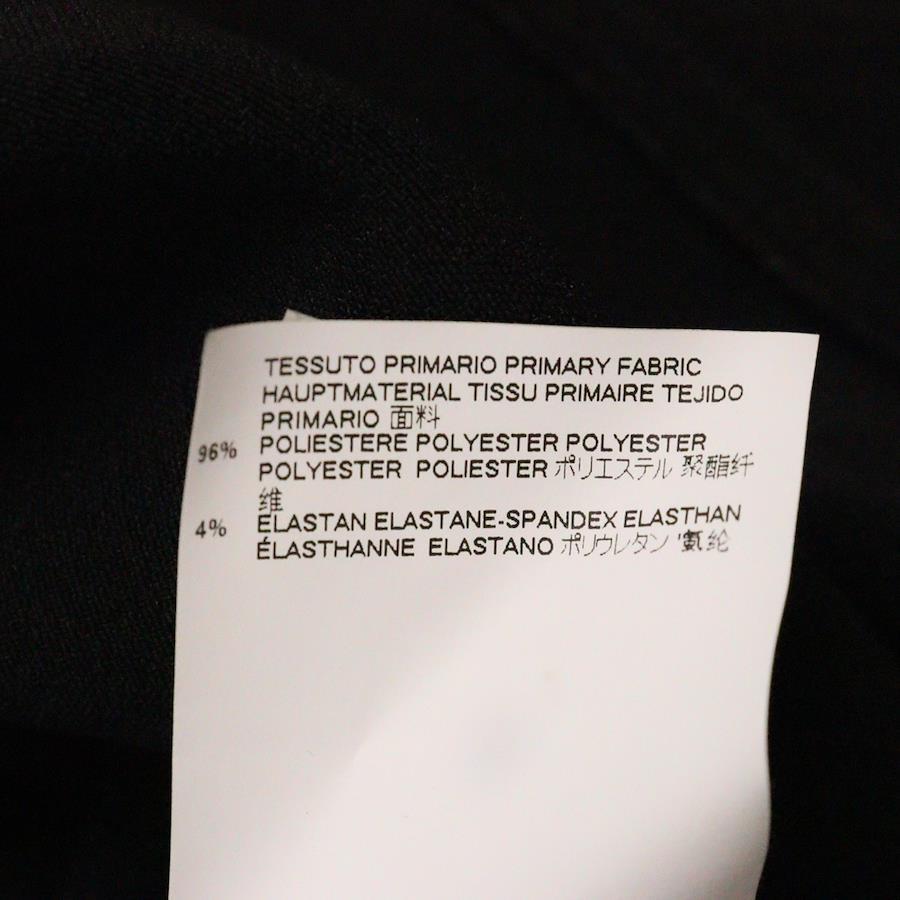 TESSUTO PRIMARIO PRIMARY FABRIC
HAUPTMATERIAL TISSU PRIMAIRE TEJIDO
PRIMARIO 面料
96% POLIESTERE POLYESTER POLYESTER
POLYESTER POLIESTER ポリエステル 聚酯纤
维
4% ELASTAN ELASTANE-SPANDEX ELASTHAN
ÉLASTHANNE ELASTANO ポリウレタン '氨纶